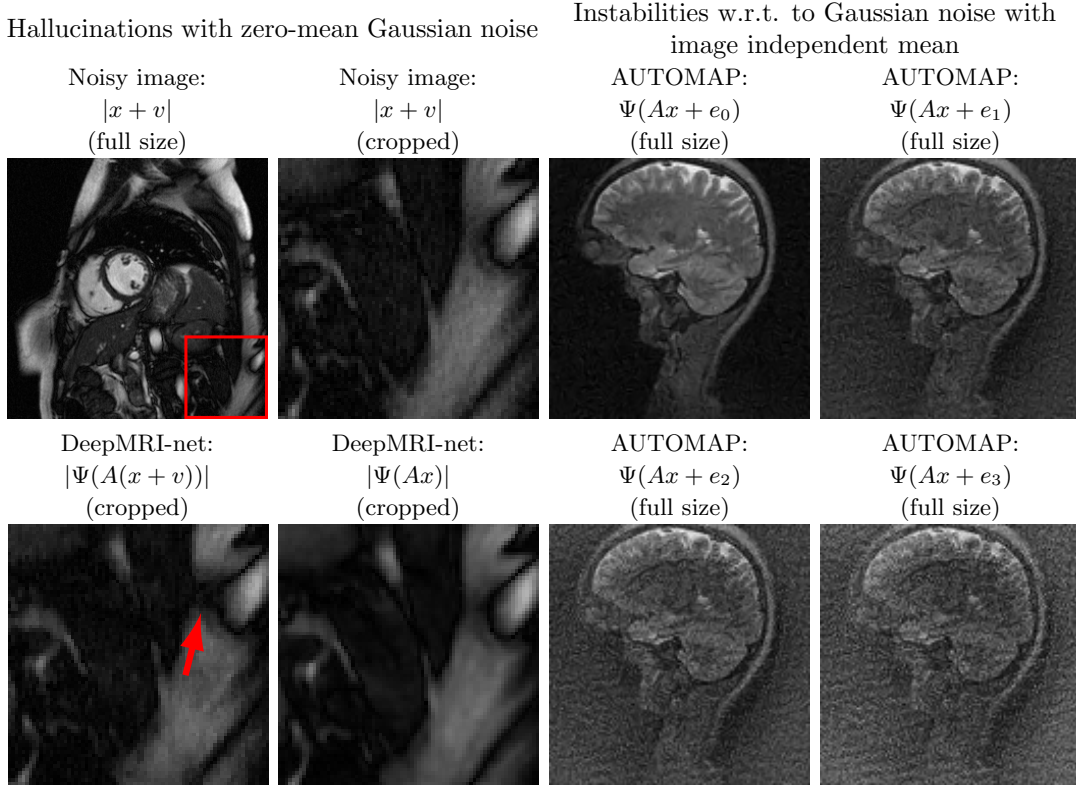 Hallucinations with zero-mean Gaussian noise
Instabilities w.r.t. to Gaussian noise with
image independent mean
Noisy image:
|x + v|
(full size)
Noisy image:
|x + v|
(cropped)
AUTOMAP:
Ψ(Ax + e₀)
(full size)
AUTOMAP:
Ψ(Ax + e₁)
(full size)
DeepMRI-net:
|Ψ(A(x + v))|
(cropped)
DeepMRI-net:
|Ψ(Ax)|
(cropped)
AUTOMAP:
Ψ(Ax + e₂)
(full size)
AUTOMAP:
Ψ(Ax + e₃)
(full size)